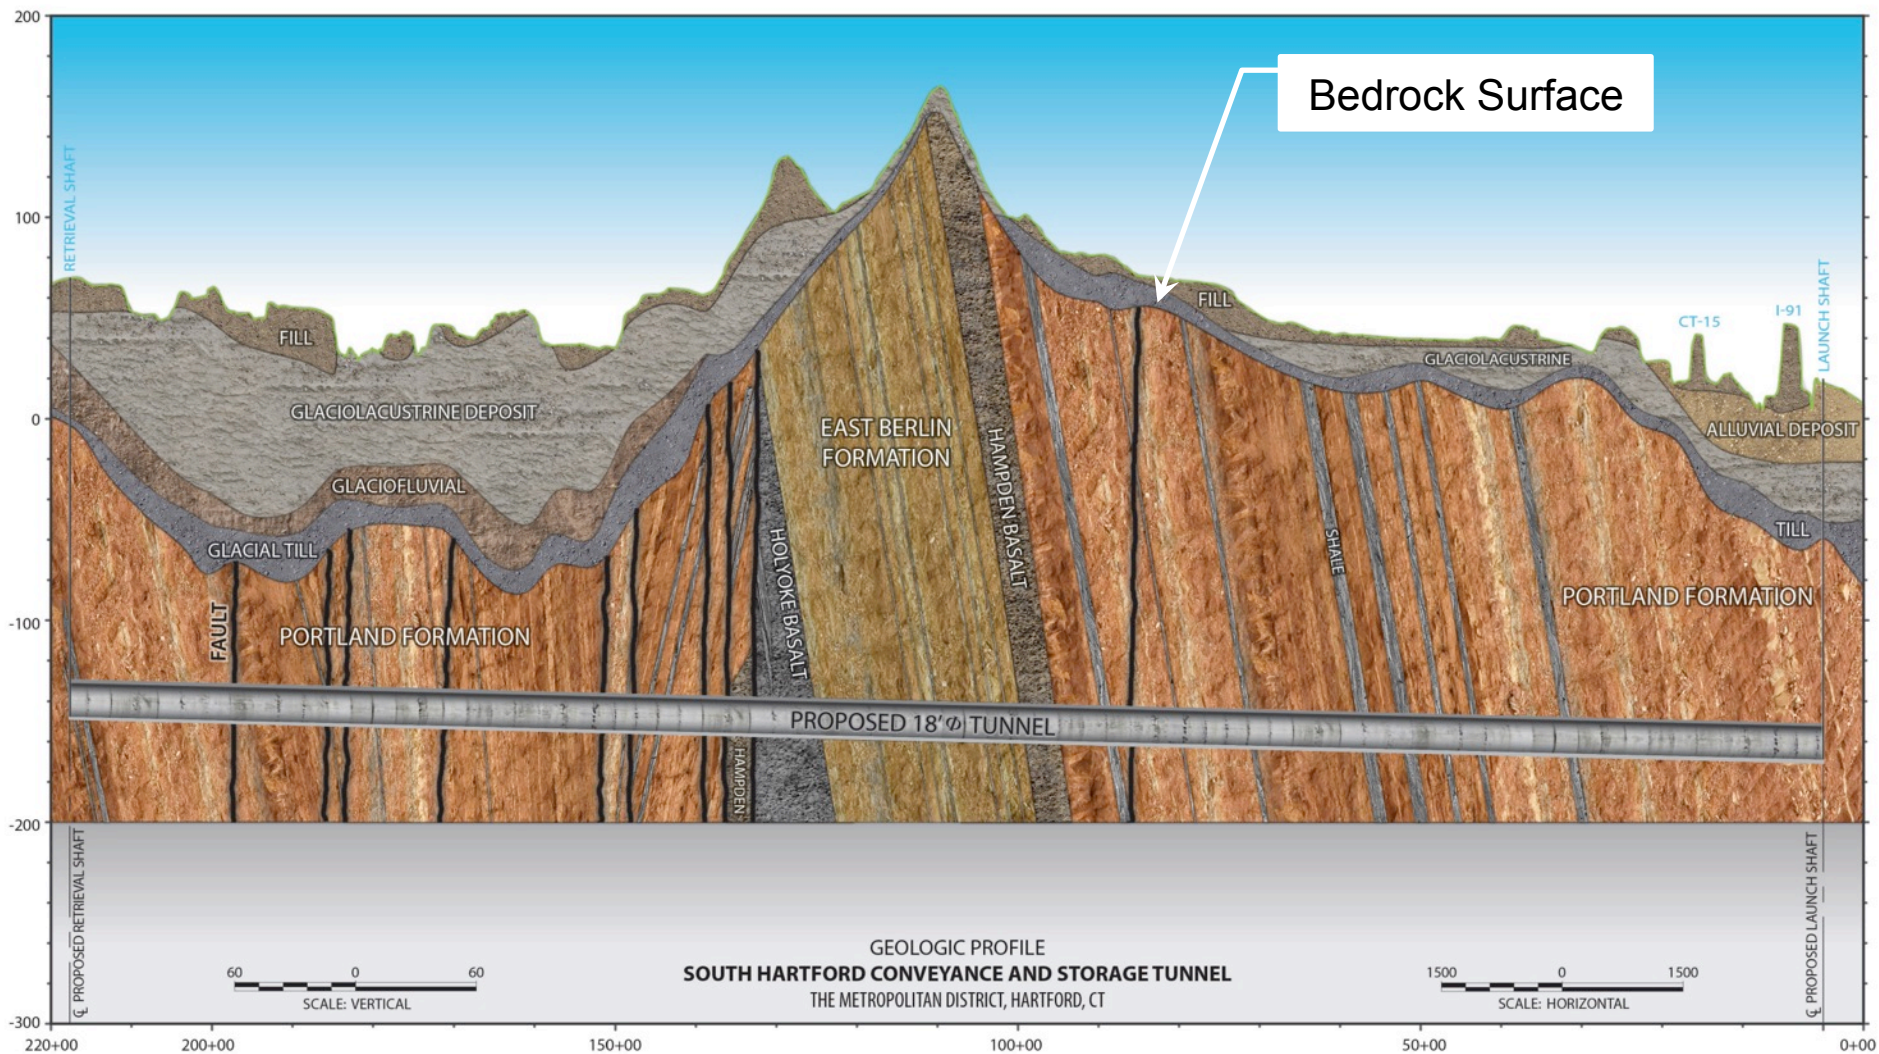 200
100
0
-100
-200
-300
Bedrock Surface
RETRIEVAL SHAFT
LAUNCH SHAFT
CT-15
I-91
FILL
FILL
GLACIOLACUSTRINE
GLACIOLACUSTRINE DEPOSIT
ALLUVIAL DEPOSIT
EAST BERLIN
FORMATION
HAMPDEN BASALT
GLACIOFLUVIAL
GLACIAL TILL
TILL
SHALE
HOLYOKE BASALT
FAULT
PORTLAND FORMATION
PORTLAND FORMATION
PROPOSED 18' Φ TUNNEL
HAMPDEN
℄ PROPOSED RETRIEVAL SHAFT
℄ PROPOSED LAUNCH SHAFT
GEOLOGIC PROFILE
SOUTH HARTFORD CONVEYANCE AND STORAGE TUNNEL
THE METROPOLITAN DISTRICT, HARTFORD, CT
60 0 60
SCALE: VERTICAL
1500 0 1500
SCALE: HORIZONTAL
220+00 200+00 150+00 100+00 50+00 0+00